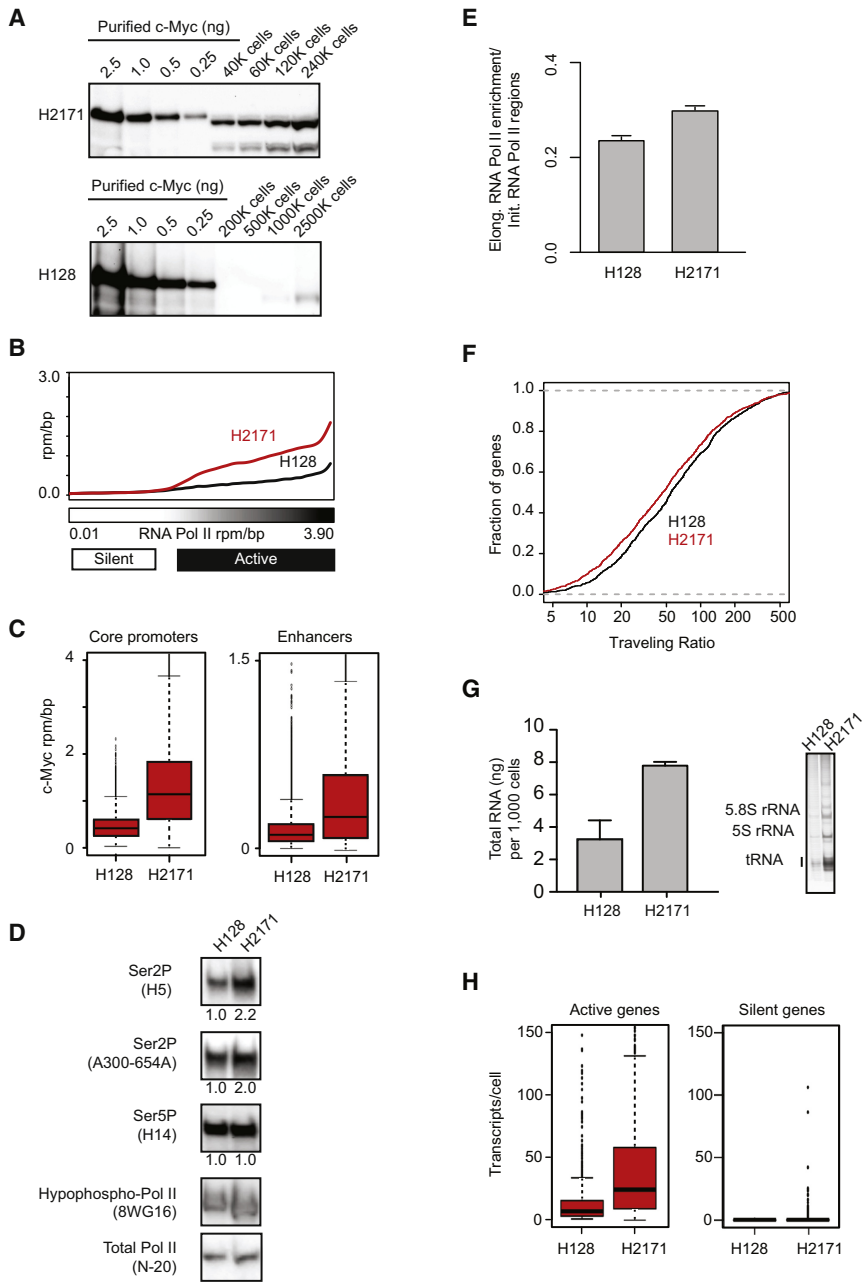 A
Purified c-Myc (ng)
2.5 1.0 0.5 0.25 40K cells 60K cells 120K cells 240K cells
H2171
Purified c-Myc (ng)
2.5 1.0 0.5 0.25 200K cells 500K cells 1000K cells 2500K cells
H128
B
3.0
rpm/bp
0.0
H2171
H128
0.01 RNA Pol II rpm/bp 3.90
Silent Active
C
Core promoters Enhancers
c-Myc rpm/bp
4
2
0
1.5
0
H128 H2171 H128 H2171
D
H128 H2171
Ser2P
(H5)
1.0 2.2
Ser2P
(A300-654A)
1.0 2.0
Ser5P
(H14)
1.0 1.0
Hypophospho-Pol II
(8WG16)
Total Pol II
(N-20)
E
Elong. RNA Pol II enrichment/
Init. RNA Pol II regions
0.4
0.2
0.0
H128 H2171
F
Fraction of genes
1.0
0.8
0.6
0.4
0.2
0.0
H128
H2171
5 10 20 50 100 200 500
Traveling Ratio
G
Total RNA (ng)
per 1,000 cells
10
8
6
4
2
0
H128 H2171
H128 H2171
5.8S rRNA
5S rRNA
tRNA
H
Active genes Silent genes
Transcripts/cell
150
100
50
0
150
100
50
0
H128 H2171 H128 H2171